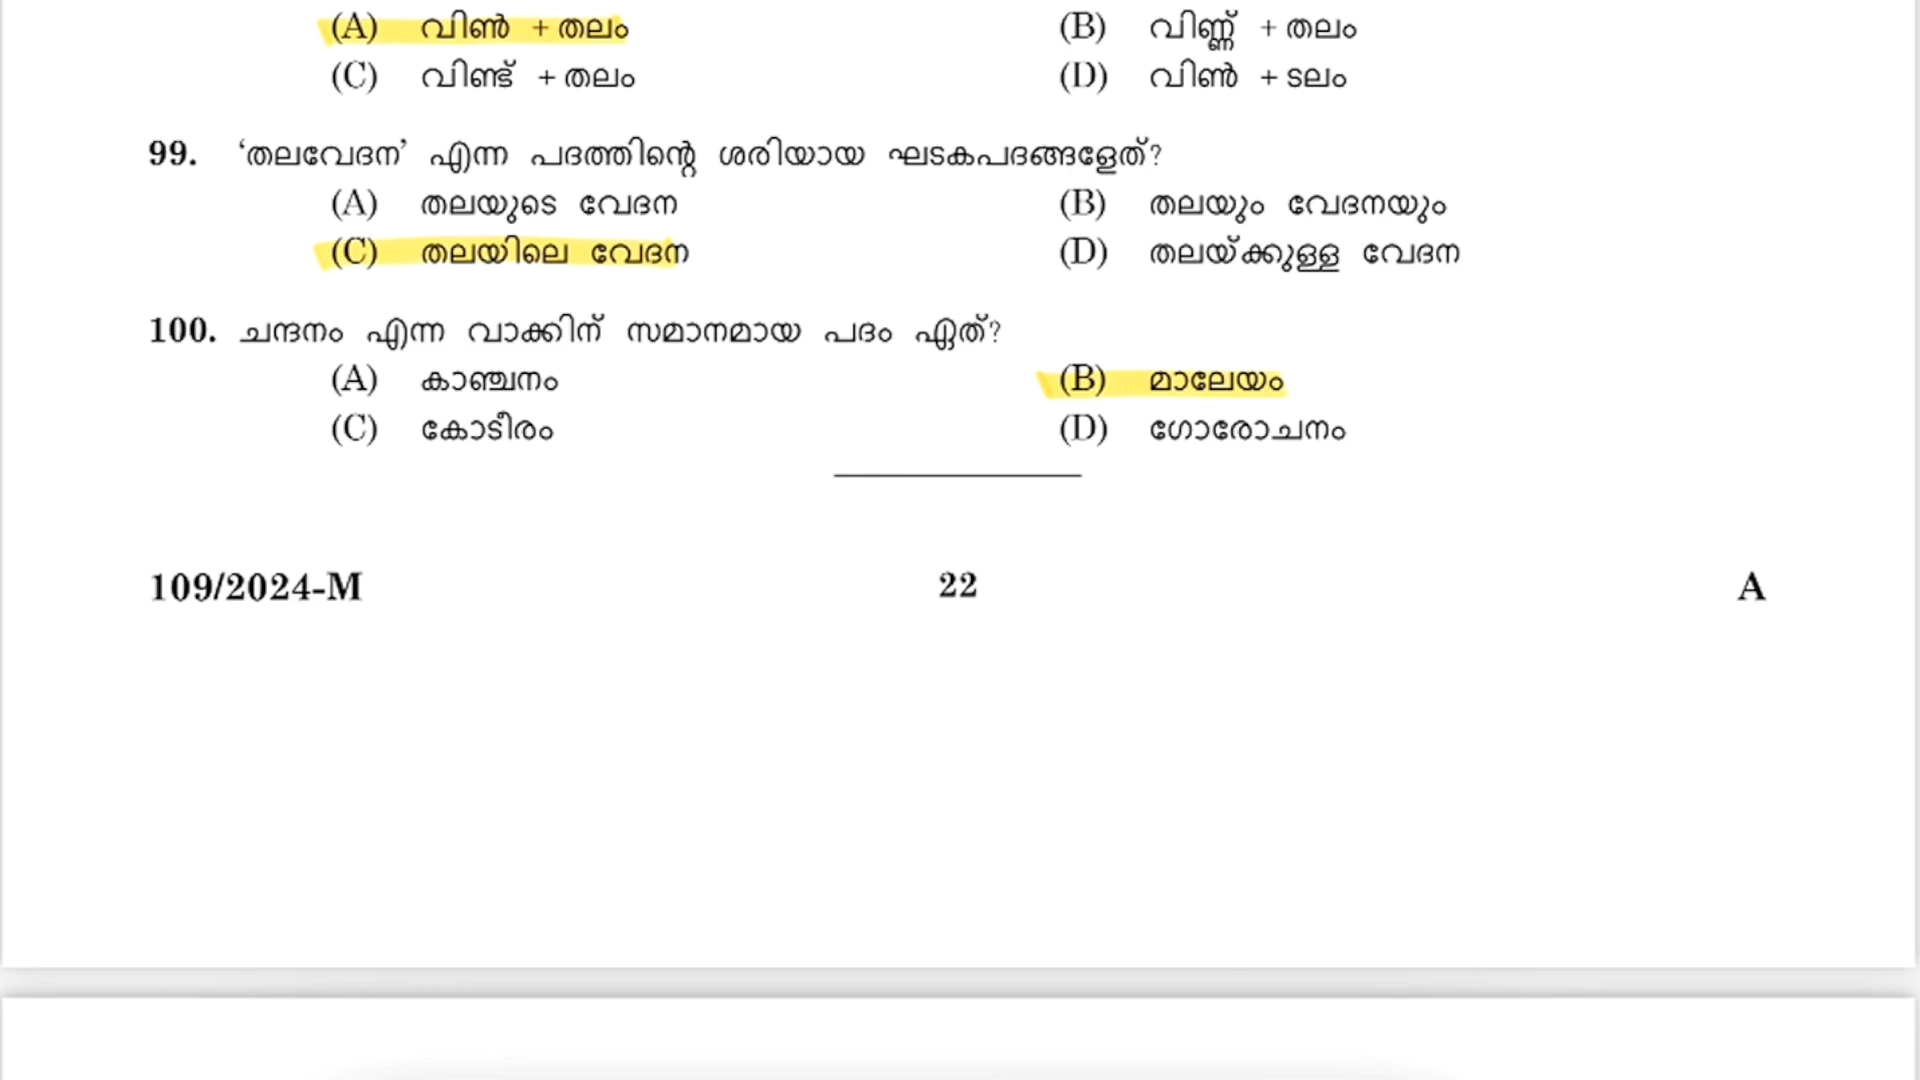 (A) വിൺ + തലം (B) വിണ്ണ് + തലം
(C) വിണ്ട് + തലം (D) വിൺ + ടലം
99. ‘തലവേദന’ എന്ന പദത്തിന്റെ ശരിയായ ഘടകപദങ്ങളേത്?
(A) തലയുടെ വേദന (B) തലയും വേദനയും
(C) തലയിലെ വേദന (D) തലയ്ക്കുള്ള വേദന
100. ചന്ദനം എന്ന വാക്കിന് സമാനമായ പദം ഏത്?
(A) കാഞ്ചനം (B) മാലേയം
(C) കോടീരം (D) ഗോരോചനം
109/2024-M 22 A